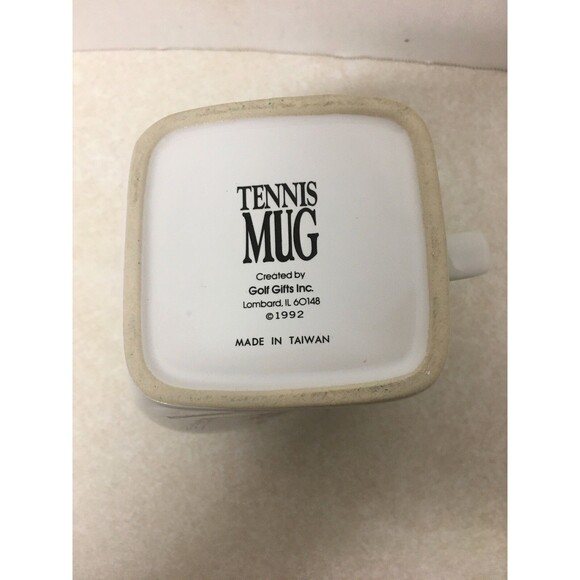 TENNIS
MUG
Created by
Golf Gifts Inc.
Lombard, IL 60148
©1992
MADE IN TAIWAN